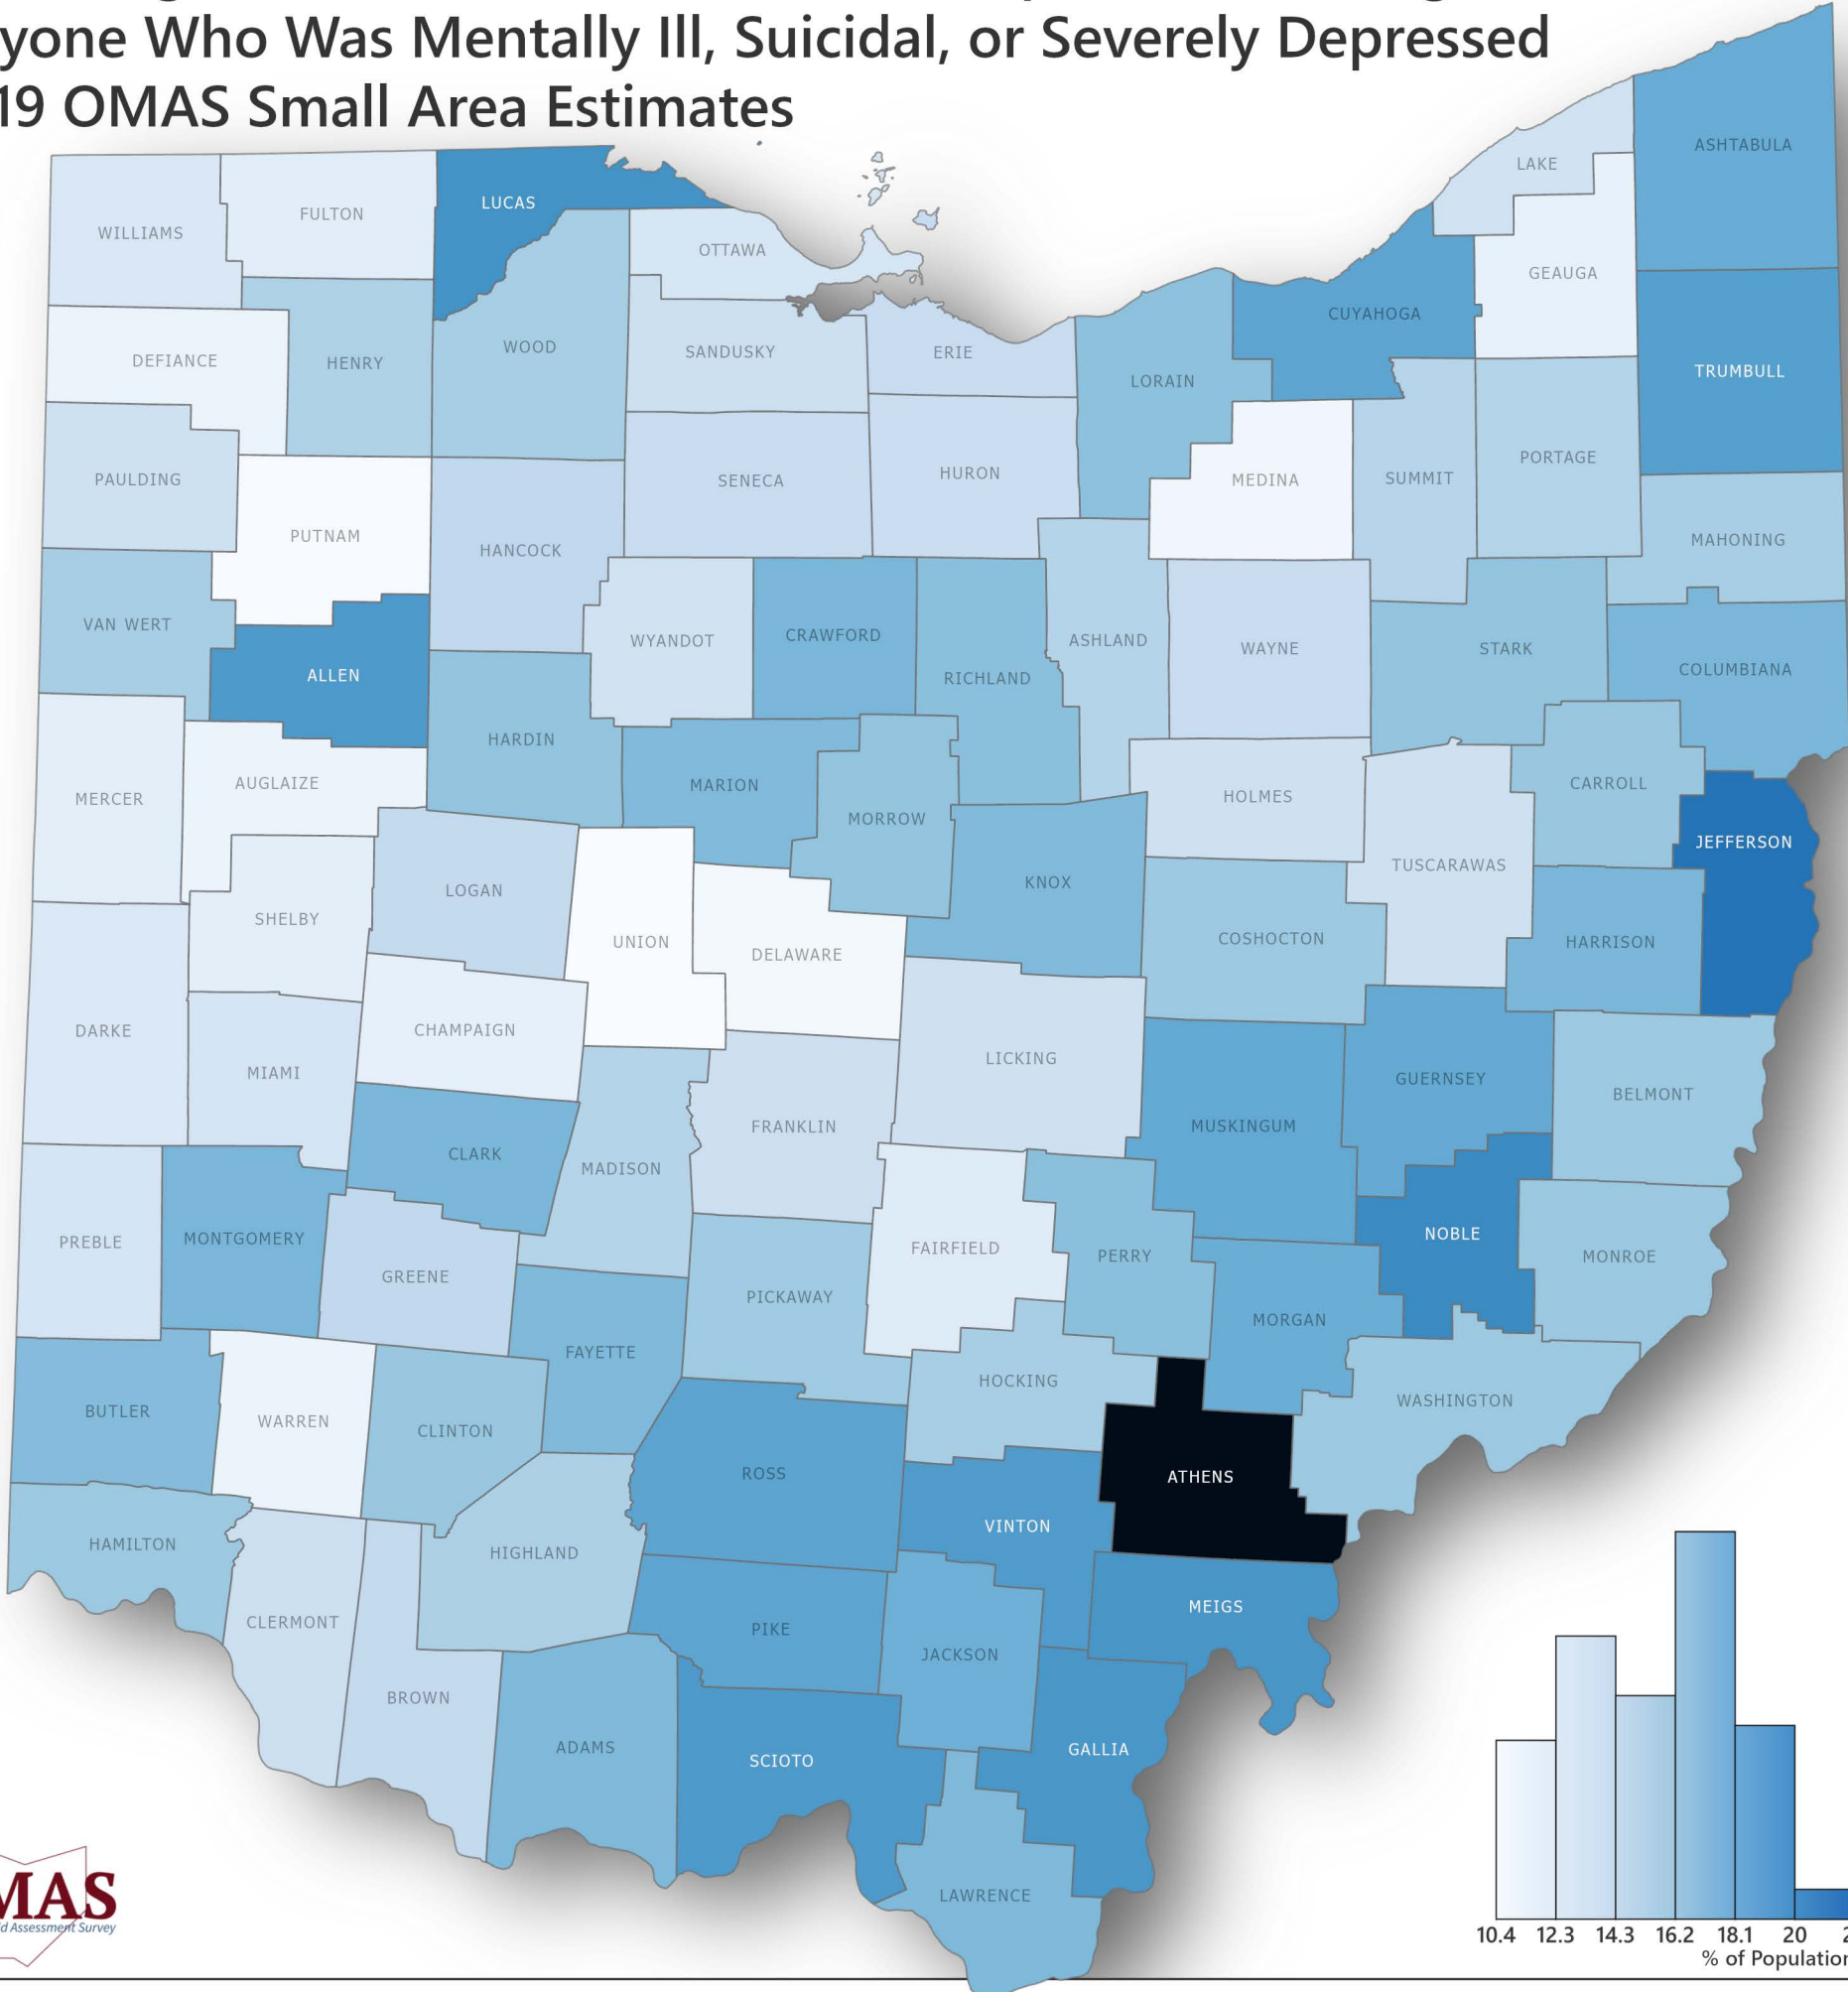 yone Who Was Mentally Ill, Suicidal, or Severely Depressed
19 OMAS Small Area Estimates
ASHTABULA
LAKE
LUCAS
FULTON
WILLIAMS
OTTAWA
GEAUGA
CUYAHOGA
WOOD
SANDUSKY
ERIE
DEFIANCE
HENRY
TRUMBULL
LORAIN
PORTAGE
HURON
SUMMIT
PAULDING
SENECA
MEDINA
PUTNAM
MAHONING
HANCOCK
VAN WERT
CRAWFORD
WYANDOT
ASHLAND
WAYNE
STARK
COLUMBIANA
ALLEN
RICHLAND
HARDIN
AUGLAIZE
CARROLL
MARION
HOLMES
MERCER
MORROW
JEFFERSON
TUSCARAWAS
KNOX
LOGAN
SHELBY
COSHOCTON
UNION
HARRISON
DELAWARE
CHAMPAIGN
DARKE
LICKING
MIAMI
GUERNSEY
BELMONT
FRANKLIN
MUSKINGUM
CLARK
MADISON
NOBLE
MONTGOMERY
PREBLE
FAIRFIELD
PERRY
MONROE
GREENE
PICKAWAY
MORGAN
FAYETTE
HOCKING
WASHINGTON
BUTLER
WARREN
CLINTON
ROSS
ATHENS
VINTON
HAMILTON
HIGHLAND
MEIGS
CLERMONT
PIKE
JACKSON
BROWN
ADAMS
GALLIA
SCIOTO
LAWRENCE
MAS
d Assessment Survey
10.4 12.3 14.3 16.2 18.1 20
% of Population